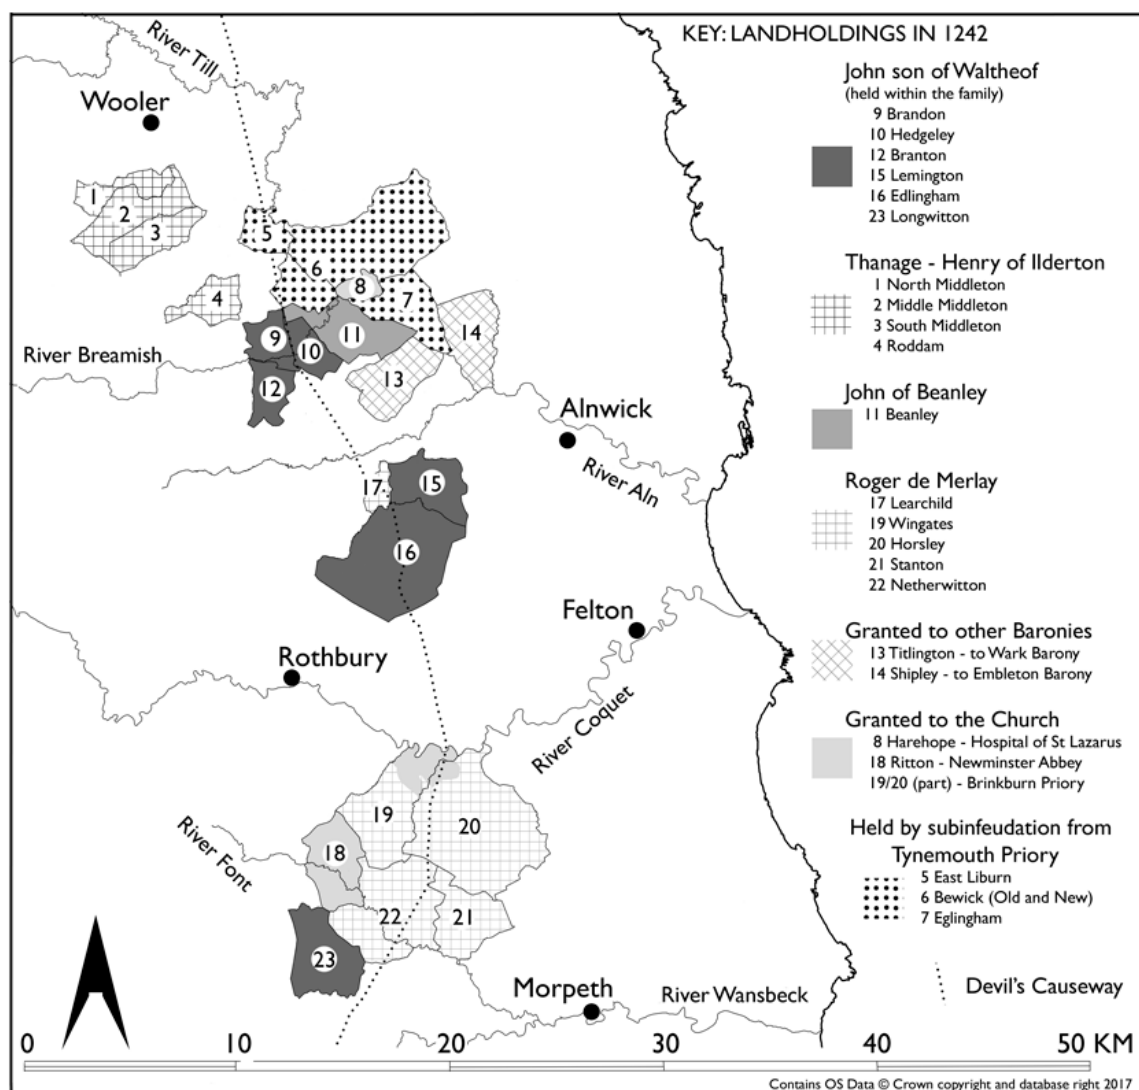 River Till
Wooler
1
2
3
4
5
6
7
8
9
10
11
12
13
14
River Breamish
Alnwick
River Aln
15
16
17
Felton
Rothbury
River Coquet
18
19
20
River Font
21
22
23
Morpeth
River Wansbeck
0
10
20
30
40
50 KM
KEY: LANDHOLDINGS IN 1242
John son of Waltheof
(held within the family)
9 Brandon
10 Hedgeley
12 Branton
15 Lemington
16 Edlingham
23 Longwitton
Thanage - Henry of Ilderton
1 North Middleton
2 Middle Middleton
3 South Middleton
4 Roddam
John of Beanley
11 Beanley
Roger de Merlay
17 Learchild
19 Wingates
20 Horsley
21 Stanton
22 Netherwitton
Granted to other Baronies
13 Titlington - to Wark Barony
14 Shipley - to Embleton Barony
Granted to the Church
8 Harehope - Hospital of St Lazarus
18 Ritton - Newminster Abbey
19/20 (part) - Brinkburn Priory
Held by subinfeudation from
Tynemouth Priory
5 East Liburn
6 Bewick (Old and New)
7 Eglingham
Devil's Causeway
Contains OS Data © Crown copyright and database right 2017